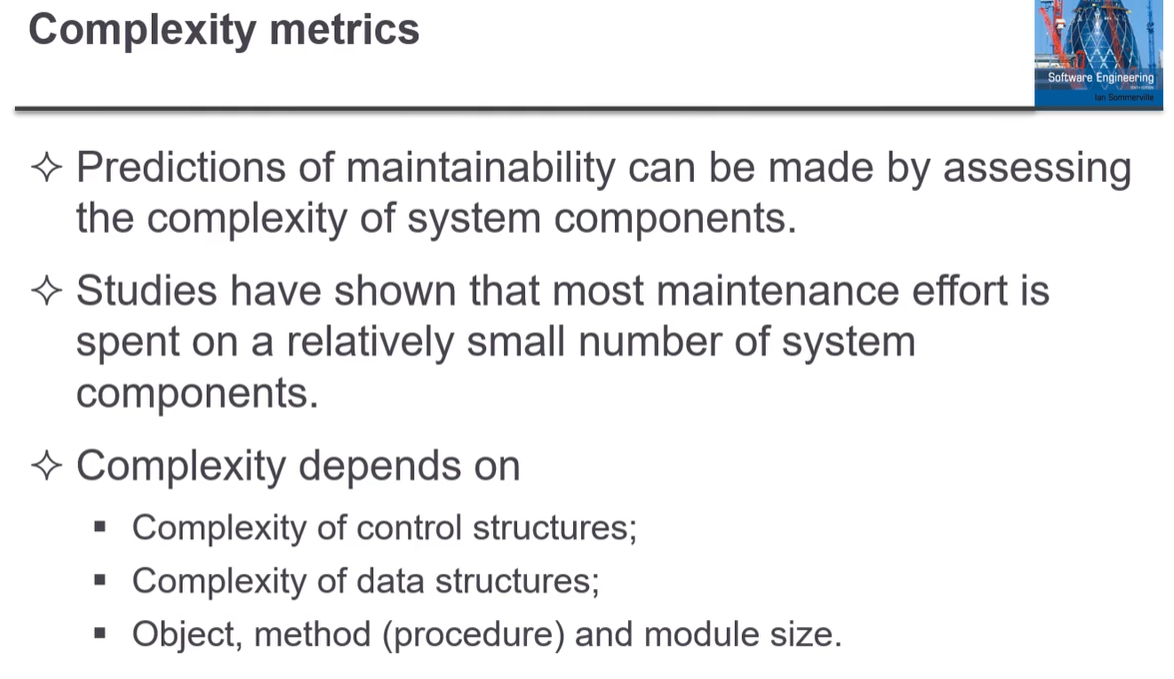 Complexity metrics
Software Engineering
Ian Sommerville
✧ Predictions of maintainability can be made by assessing
the complexity of system components.
✧ Studies have shown that most maintenance effort is
spent on a relatively small number of system
components.
✧ Complexity depends on
▪ Complexity of control structures;
▪ Complexity of data structures;
▪ Object, method (procedure) and module size.